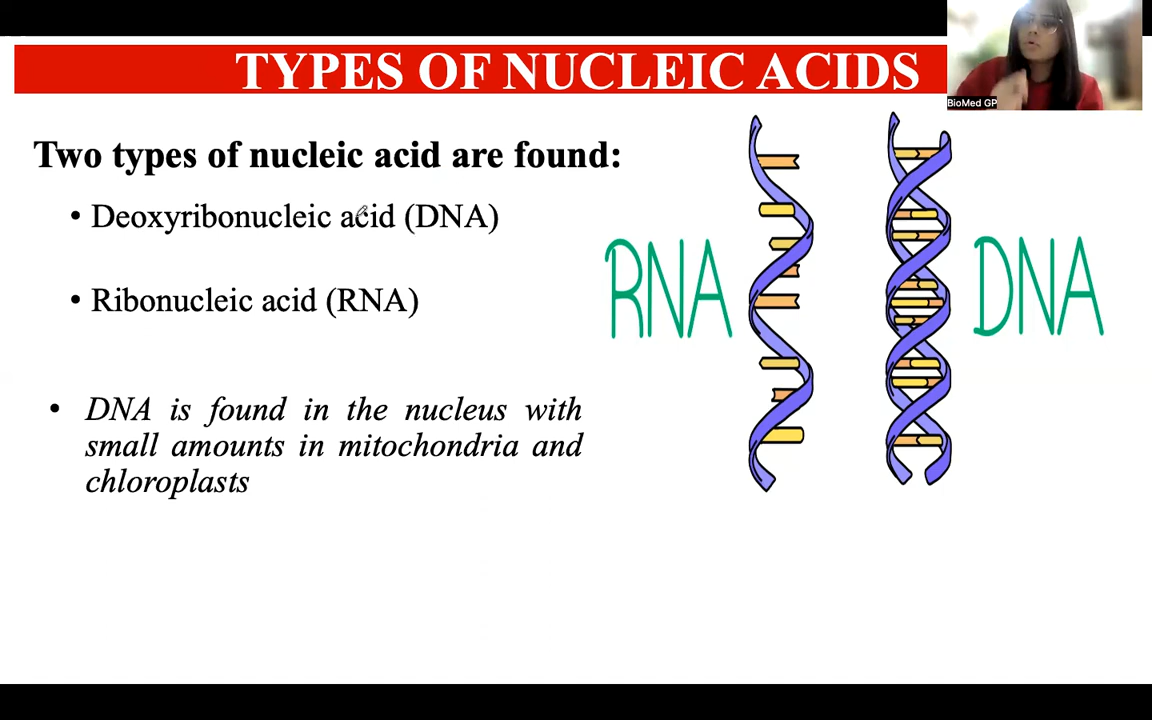 TYPES OF NUCLEIC ACIDS
BioMed GP
Two types of nucleic acid are found:
• Deoxyribonucleic acid (DNA)
• Ribonucleic acid (RNA)
• DNA is found in the nucleus with
small amounts in mitochondria and
chloroplasts
RNA
DNA